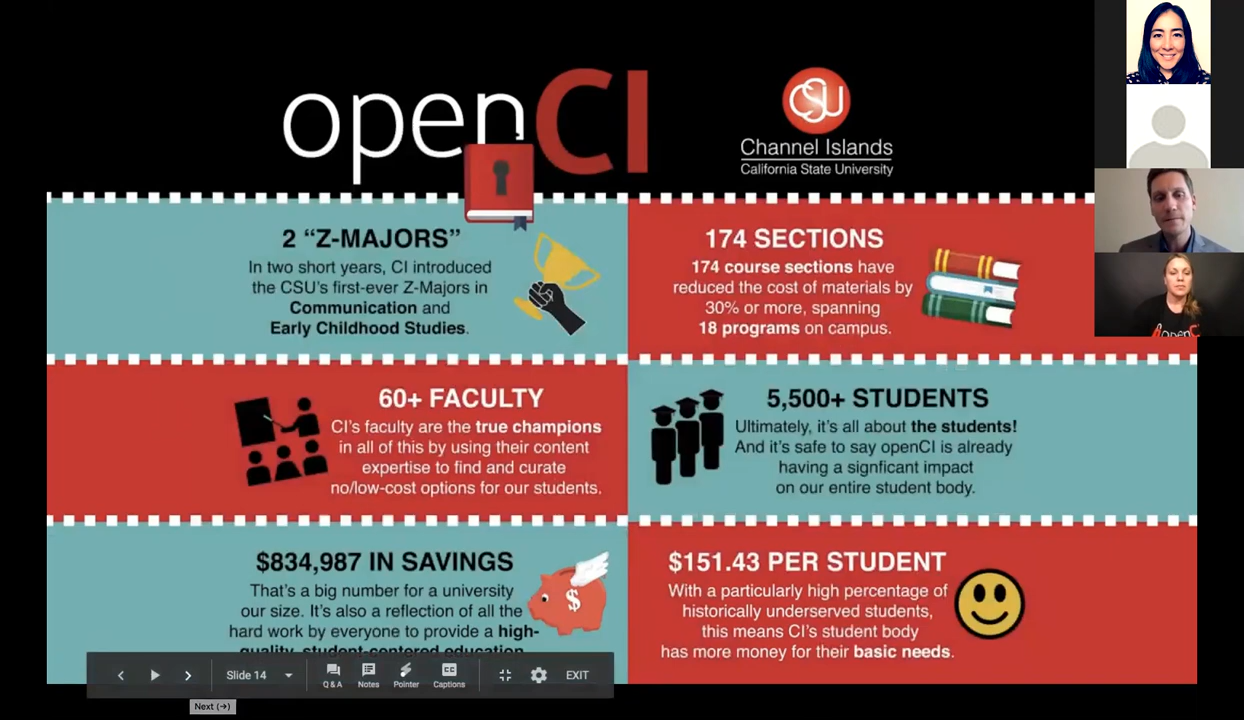 openCI
CSU
Channel Islands
California State University
2 “Z-MAJORS”
In two short years, CI introduced
the CSU's first-ever Z-Majors in
Communication and
Early Childhood Studies.
174 SECTIONS
174 course sections have
reduced the cost of materials by
30% or more, spanning
18 programs on campus.
60+ FACULTY
CI's faculty are the true champions
in all of this by using their content
expertise to find and curate
no/low-cost options for our students.
5,500+ STUDENTS
Ultimately, it's all about the students!
And it's safe to say openCI is already
having a signficant impact
on our entire student body.
$834,987 IN SAVINGS
That's a big number for a university
our size. It's also a reflection of all the
hard work by everyone to provide a high-
quality, student-centered education.
$
$151.43 PER STUDENT
With a particularly high percentage of
historically underserved students,
this means CI's student body
has more money for their basic needs.
Slide 14
Q & A
Notes
Pointer
CC
Captions
EXIT
Next (→)